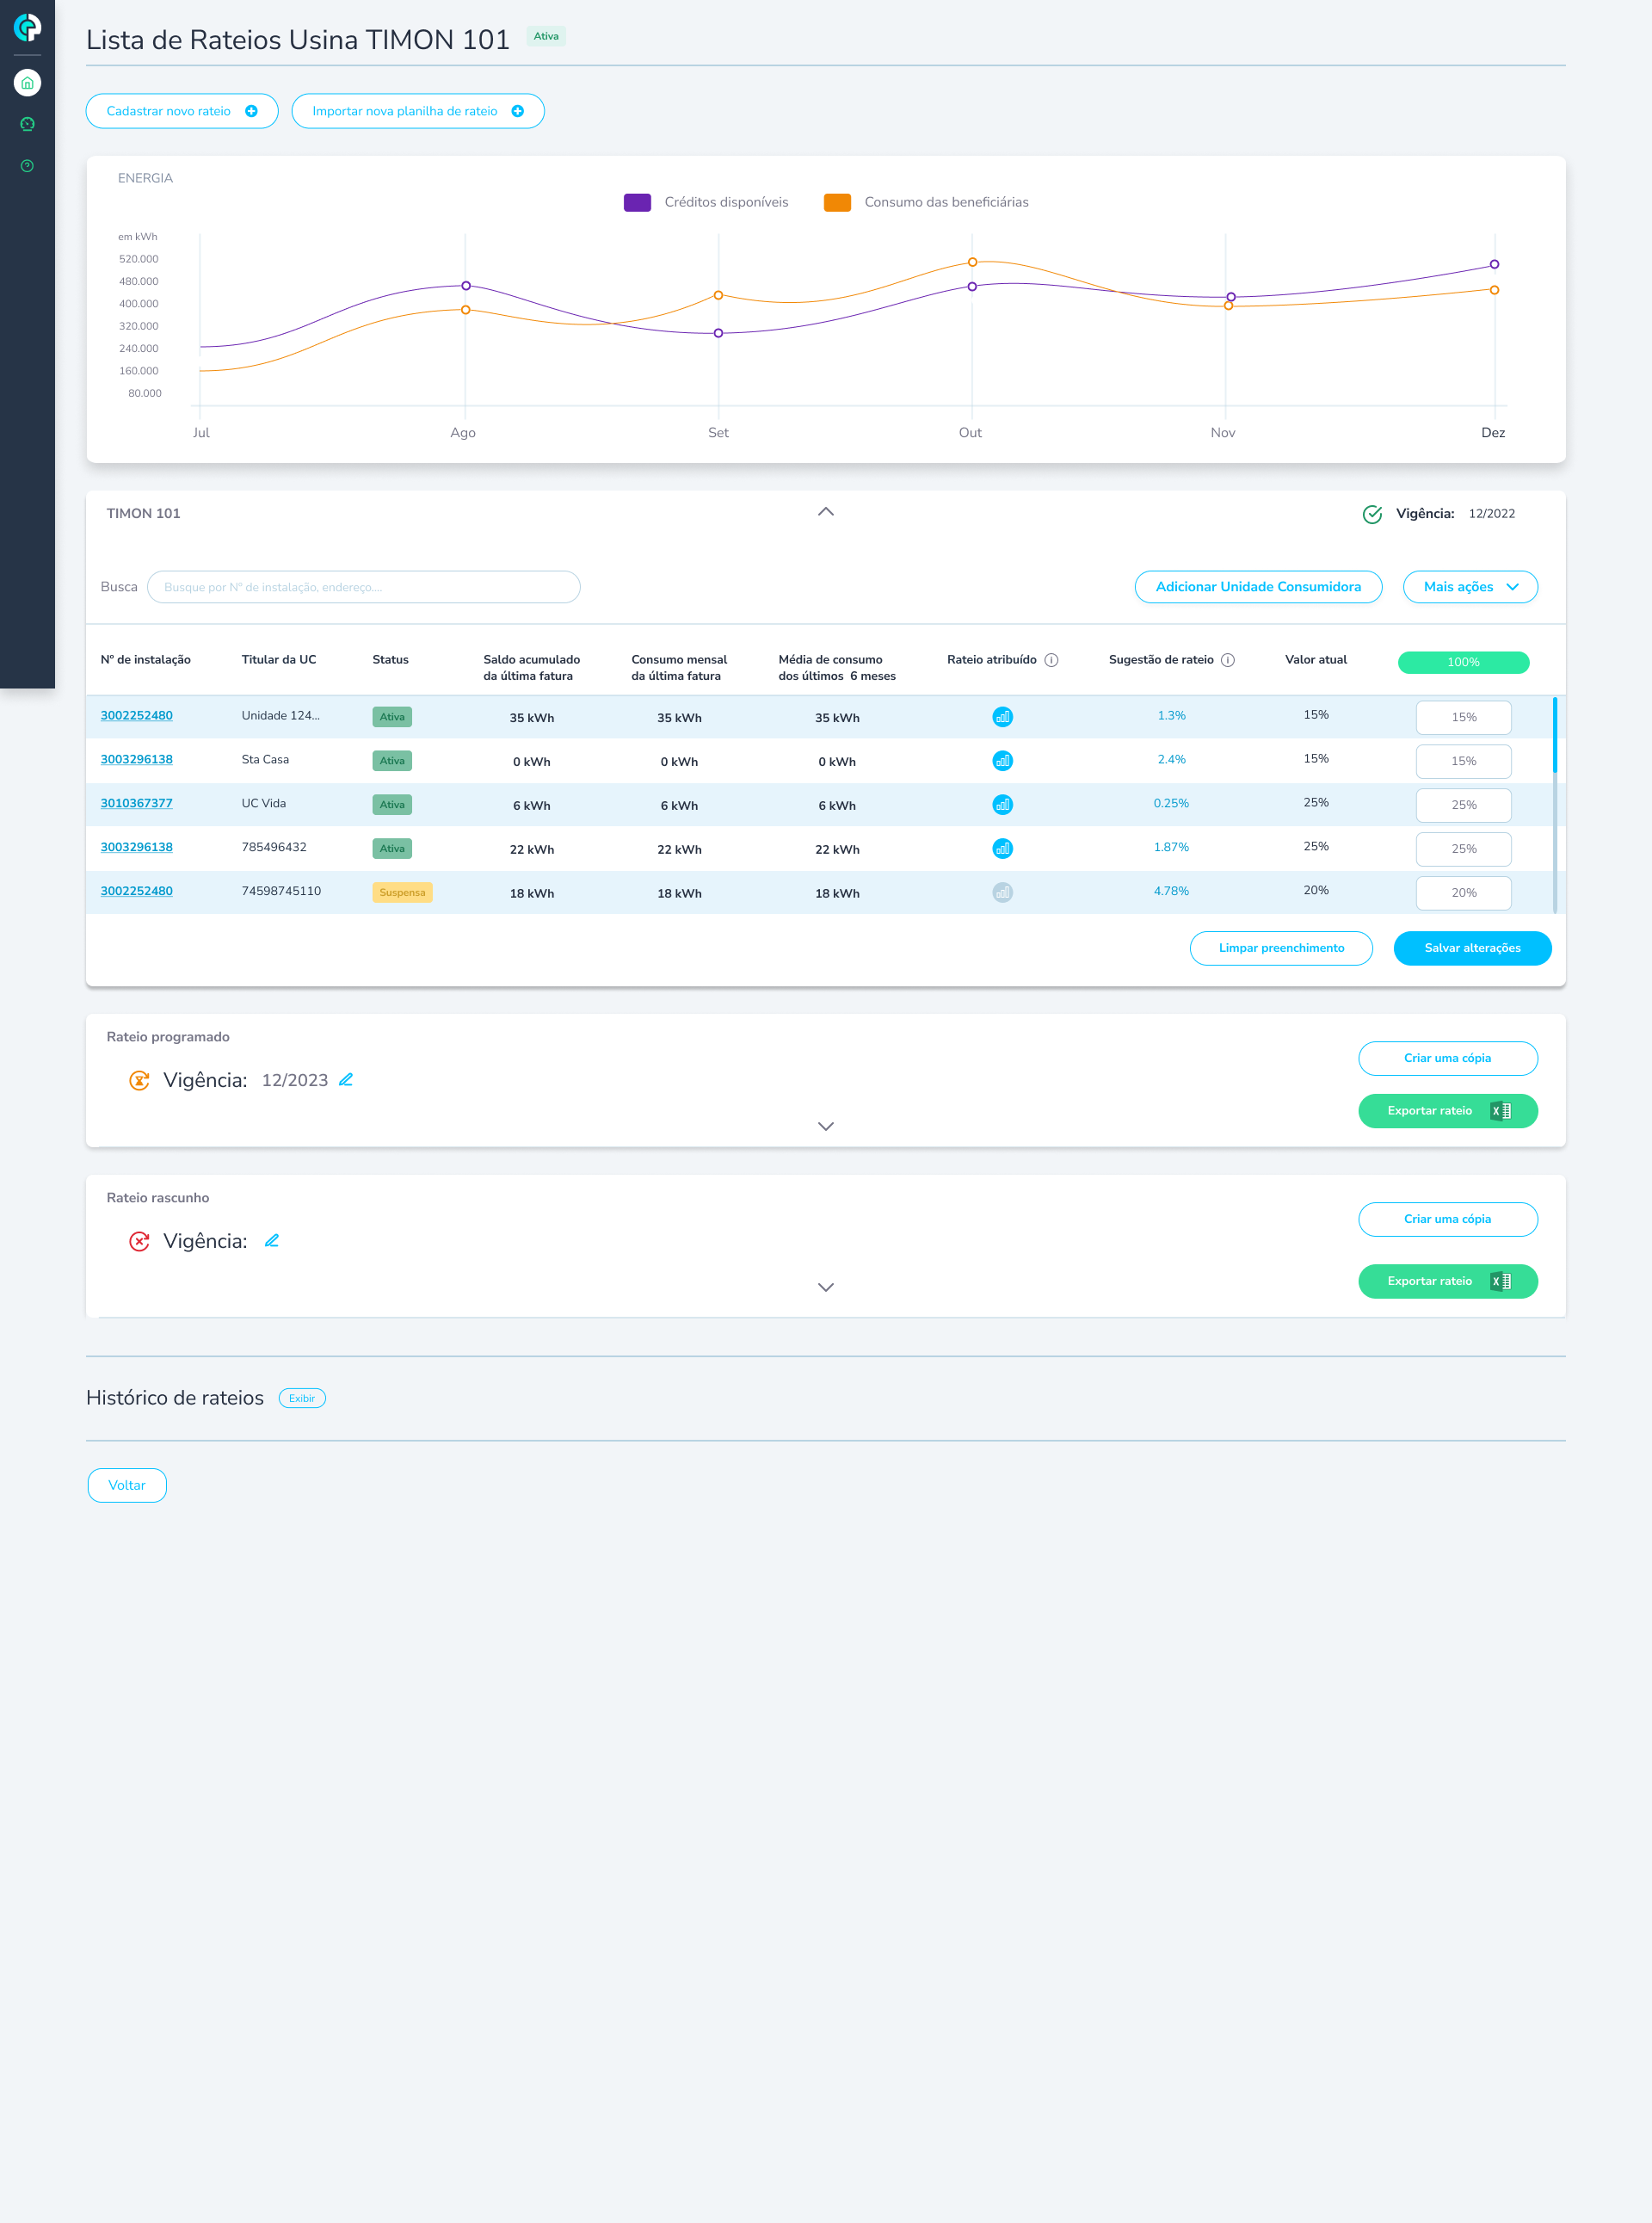 Lista de Rateios Usina TIMON 101 Ativa
Cadastrar novo rateio Importar nova planilha de rateio
ENERGIA
Créditos disponíveis Consumo das beneficiárias
em kWh
520.000
480.000
400.000
320.000
240.000
160.000
80.000
Jul Ago Set Out Nov Dez
TIMON 101 Vigência: 12/2022
Busca Busque por Nº de instalação, endereço.... Adicionar Unidade Consumidora Mais ações
Nº de instalação Titular da UC Status Saldo acumulado Consumo mensal Média de consumo Rateio atribuído Sugestão de rateio Valor atual 100%
da última fatura da última fatura dos últimos 6 meses
3002252480 Unidade 124... Ativa 35 kWh 35 kWh 35 kWh 1.3% 15% 15%
3003296138 Sta Casa Ativa 0 kWh 0 kWh 0 kWh 2.4% 15% 15%
3010367377 UC Vida Ativa 6 kWh 6 kWh 6 kWh 0.25% 25% 25%
3003296138 785496432 Ativa 22 kWh 22 kWh 22 kWh 1.87% 25% 25%
3002252480 74598745110 Suspensa 18 kWh 18 kWh 18 kWh 4.78% 20% 20%
Limpar preenchimento Salvar alterações
Rateio programado
Vigência: 12/2023
Criar uma cópia
Exportar rateio
Rateio rascunho
Vigência:
Criar uma cópia
Exportar rateio
Histórico de rateios Exibir
Voltar